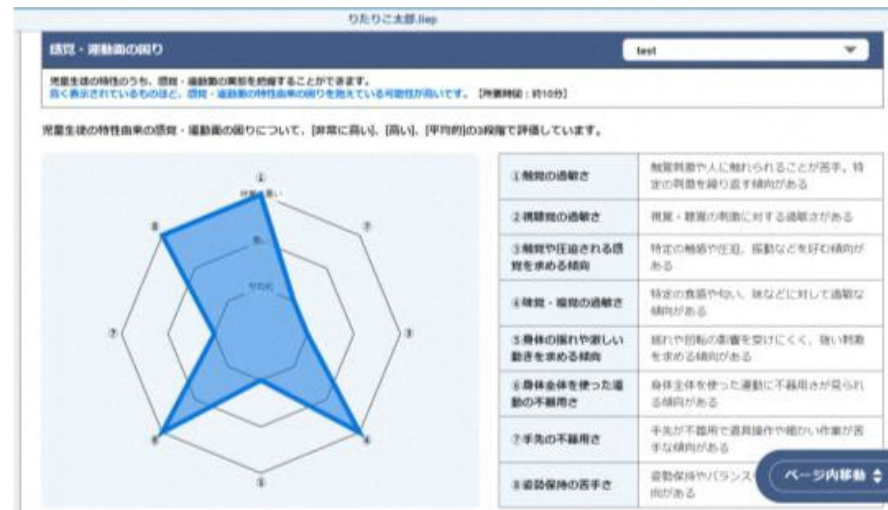 りたりこ太郎.liep
感覚・運動面の困り
test
児童生徒の特性のうち、感覚・運動面の実態を把握することができます。
高く表示されているものほど、感覚・運動面の特性由来の困りを抱えている可能性が高いです。【所要時間：約10分】
児童生徒の特性由来の感覚・運動面の困りについて、[非常に高い]、[高い]、[平均的]の3段階で評価しています。
①
高い
平均的
③
④
⑤
⑥
⑦
⑧
①触覚の過敏さ
触覚刺激や人に触れられることが苦手。特
定の刺激を繰り返す傾向がある
②視聴覚の過敏さ
視覚・聴覚の刺激に対する過敏さがある
③触覚や圧迫される感
覚を求める傾向
特定の触感や圧迫、振動などを好む傾向が
ある
④味覚・嗅覚の過敏さ
特定の食感や匂い、味などに対して過敏な
傾向がある
⑤身体の揺れや激しい
動きを求める傾向
揺れや回転の影響を受けにくく、強い刺激
を求める傾向がある
⑥身体全体を使った運
動の不器用さ
身体全体を使った運動に不器用さが見られ
る傾向がある
⑦手先の不器用さ
手先が不器用で道具操作や細かい作業が苦
手な傾向がある
⑧姿勢保持の苦手さ
姿勢保持やバランス
向がある
ページ内移動